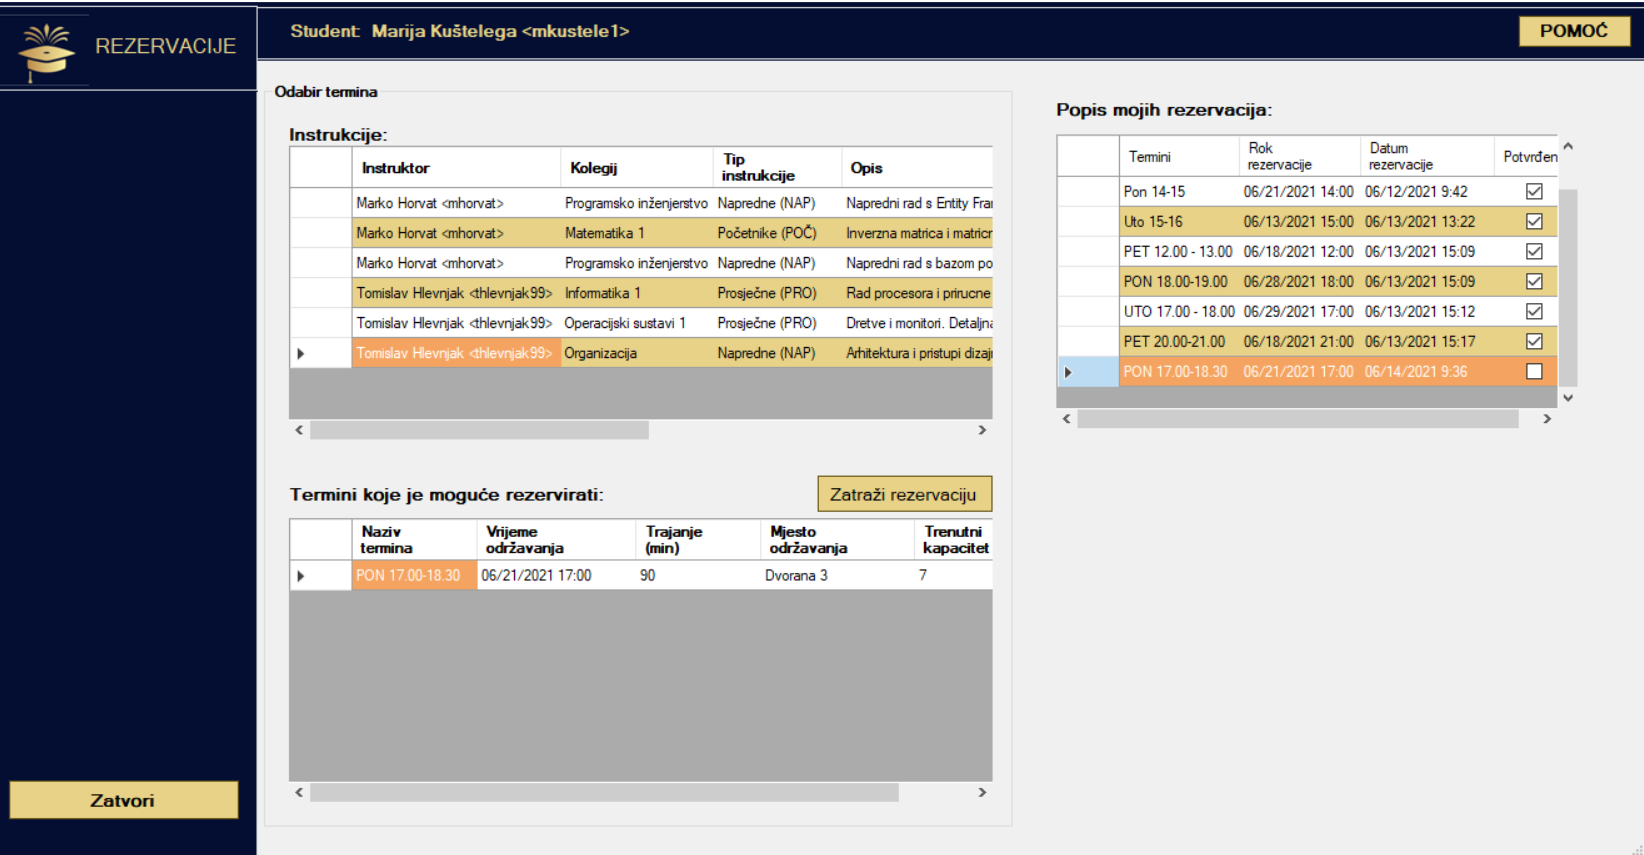 REZERVACIJE
Student: Marija Kuštelega <mkustele1>
POMOĆ
Odabir termina
Instrukcije:
Instruktor Kolegij Tip instrukcije Opis
Marko Horvat <mhorvat> Programsko inženjerstvo Napredne (NAP) Napredni rad s Entity Fra
Marko Horvat <mhorvat> Matematika 1 Početnike (POČ) Inverzna matrica i matricr
Marko Horvat <mhorvat> Programsko inženjerstvo Napredne (NAP) Napredni rad s bazom po
Tomislav Hlevnjak <thlevnjak99> Informatika 1 Prosječne (PRO) Rad procesora i prirucne
Tomislav Hlevnjak <thlevnjak99> Operacijski sustavi 1 Prosječne (PRO) Dretve i monitori. Detaljna
Tomislav Hlevnjak <thlevnjak99> Organizacija Napredne (NAP) Arhitektura i pristupi dizaj
Termini koje je moguće rezervirati:
Zatraži rezervaciju
Naziv termina Vrijeme održavanja Trajanje (min) Mjesto održavanja Trenutni kapacitet
PON 17.00-18.30 06/21/2021 17:00 90 Dvorana 3 7
Popis mojih rezervacija:
Termini Rok rezervacije Datum rezervacije Potvrđen
Pon 14-15 06/21/2021 14:00 06/12/2021 9:42
Uto 15-16 06/13/2021 15:00 06/13/2021 13:22
PET 12.00 - 13.00 06/18/2021 12:00 06/13/2021 15:09
PON 18.00-19.00 06/28/2021 18:00 06/13/2021 15:09
UTO 17.00 - 18.00 06/29/2021 17:00 06/13/2021 15:12
PET 20.00-21.00 06/18/2021 21:00 06/13/2021 15:17
PON 17.00-18.30 06/21/2021 17:00 06/14/2021 9:36
Zatvori